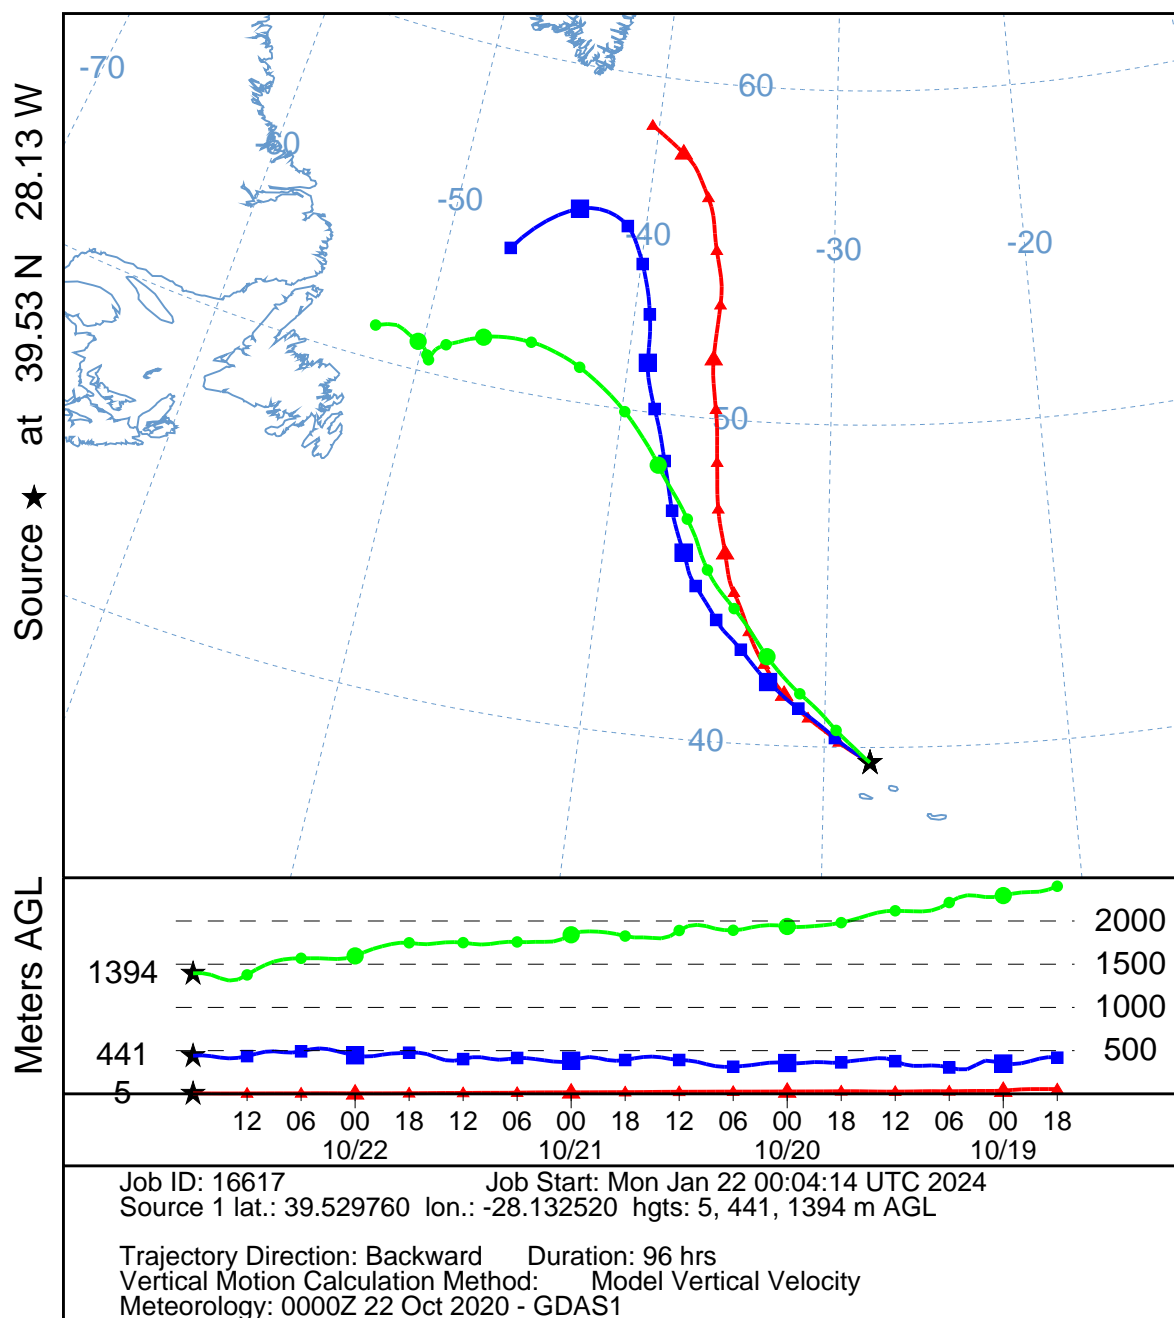 Source ★ at 39.53 N 28.13 W
-70
-60
-50
-40
-30
-20
60
50
40
Meters AGL
1394
441
5
2000
1500
1000
500
12 06 00 18 12 06 00 18 12 06 00 18 12 06 00 18
10/22 10/21 10/20 10/19
Job ID: 16617 Job Start: Mon Jan 22 00:04:14 UTC 2024
Source 1 lat.: 39.529760 lon.: -28.132520 hgts: 5, 441, 1394 m AGL
Trajectory Direction: Backward Duration: 96 hrs
Vertical Motion Calculation Method: Model Vertical Velocity
Meteorology: 0000Z 22 Oct 2020 - GDAS1